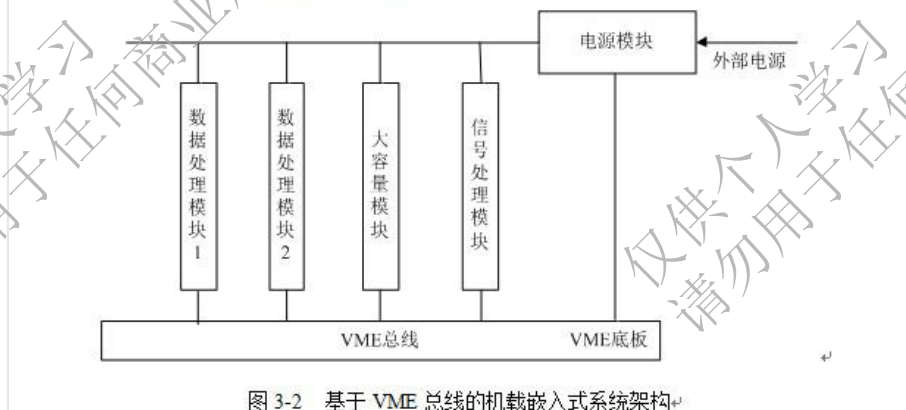 电源模块
外部电源
数据处理模块1
数据处理模块2
大容量模块
信号处理模块
VME总线
VME底板
图 3-2 基于 VME 总线的机载嵌入式系统架构
仅供个人学习
请勿用于任何商业用途